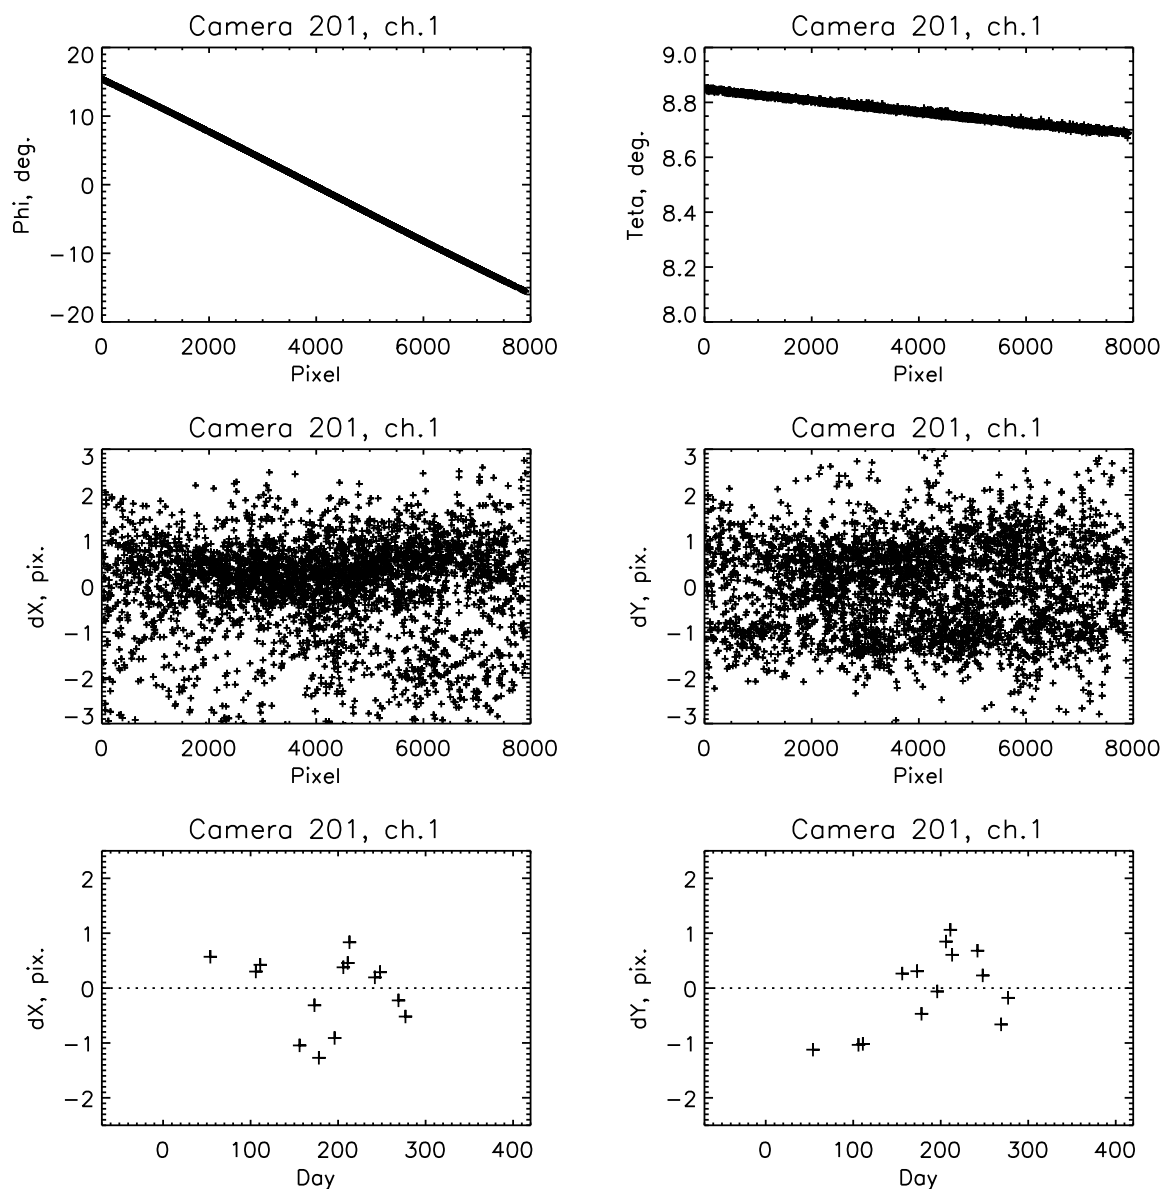 Camera 201, ch.1
Phi, deg.
20
10
0
−10
−20
0 2000 4000 6000 8000
Pixel
Camera 201, ch.1
Teta, deg.
9.0
8.8
8.6
8.4
8.2
8.0
0 2000 4000 6000 8000
Pixel
Camera 201, ch.1
dX, pix.
3
2
1
0
−1
−2
−3
0 2000 4000 6000 8000
Pixel
Camera 201, ch.1
dY, pix.
3
2
1
0
−1
−2
−3
0 2000 4000 6000 8000
Pixel
Camera 201, ch.1
dX, pix.
2
1
0
−1
−2
0 100 200 300 400
Day
Camera 201, ch.1
dY, pix.
2
1
0
−1
−2
0 100 200 300 400
Day